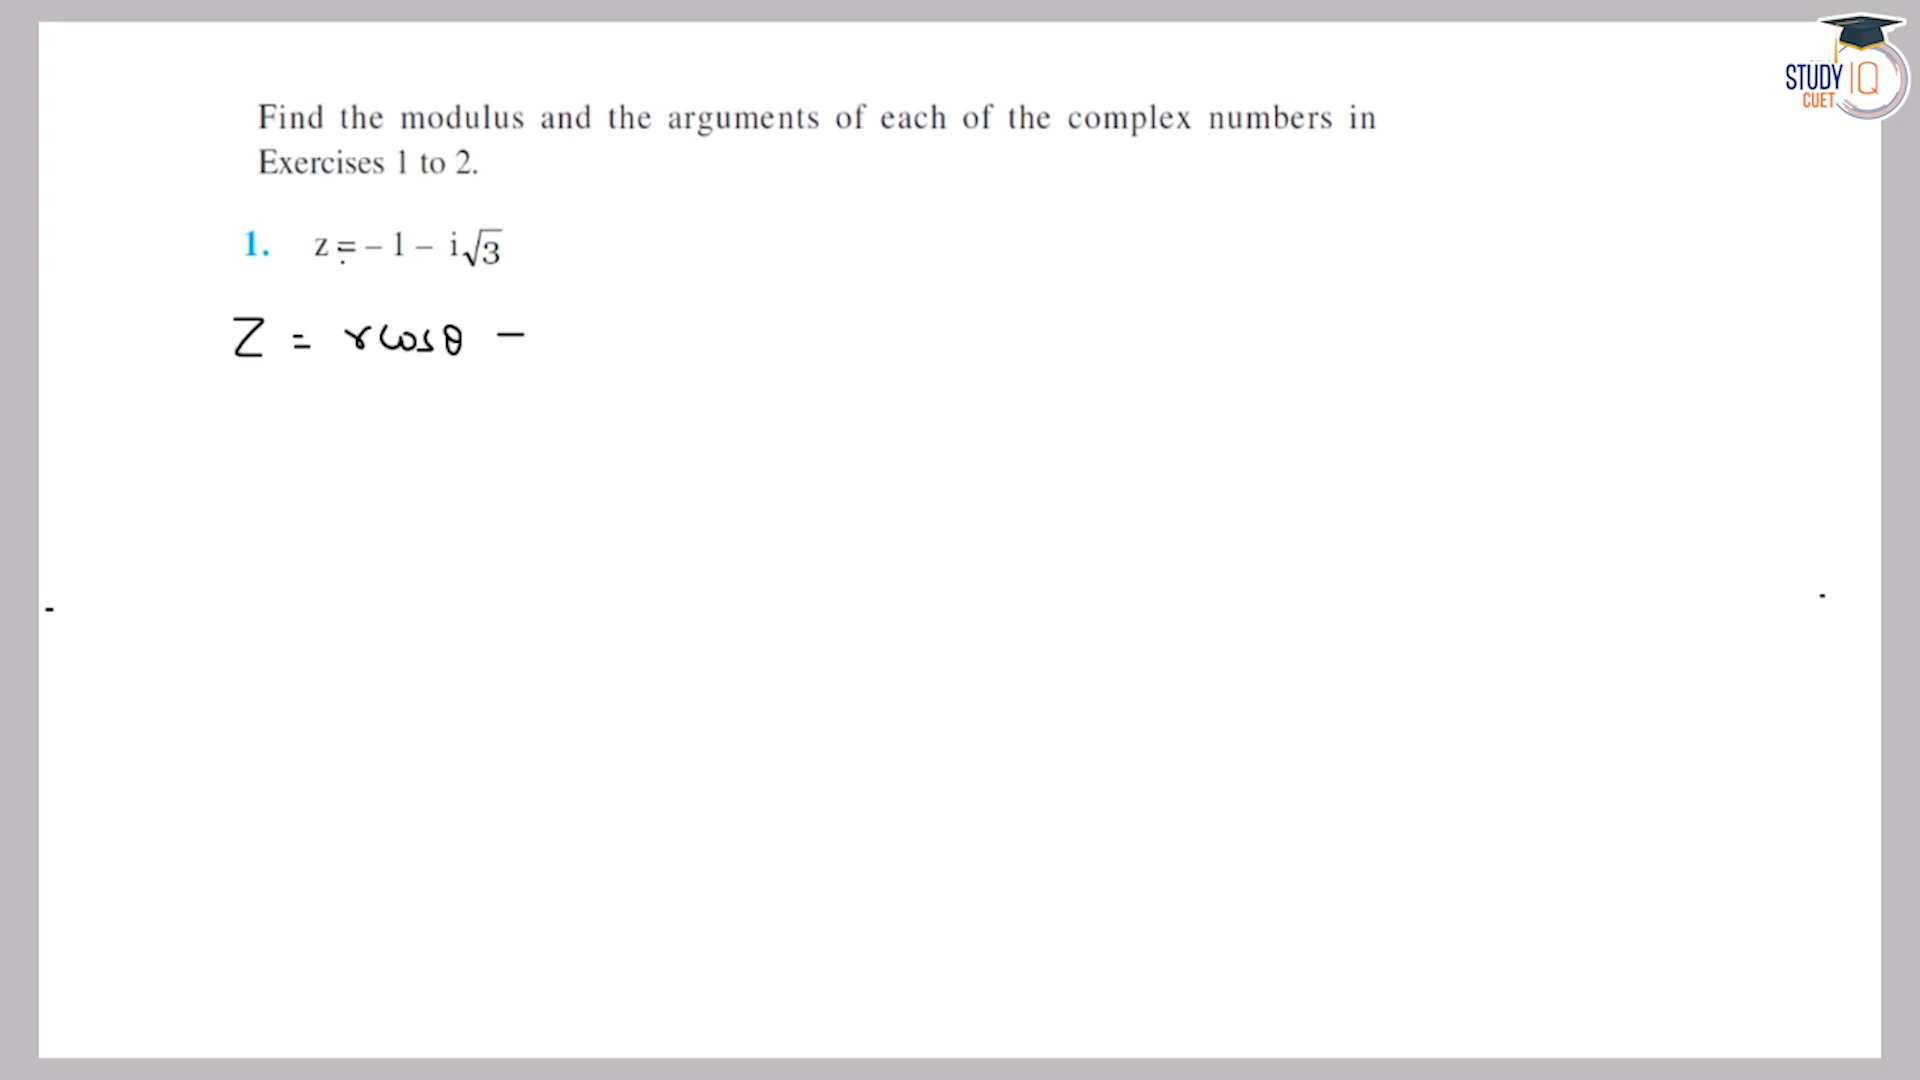 STUDY IQ
CUET
Find the modulus and the arguments of each of the complex numbers in
Exercises 1 to 2.
1. z = – 1 – i√3
Z = r cos θ –